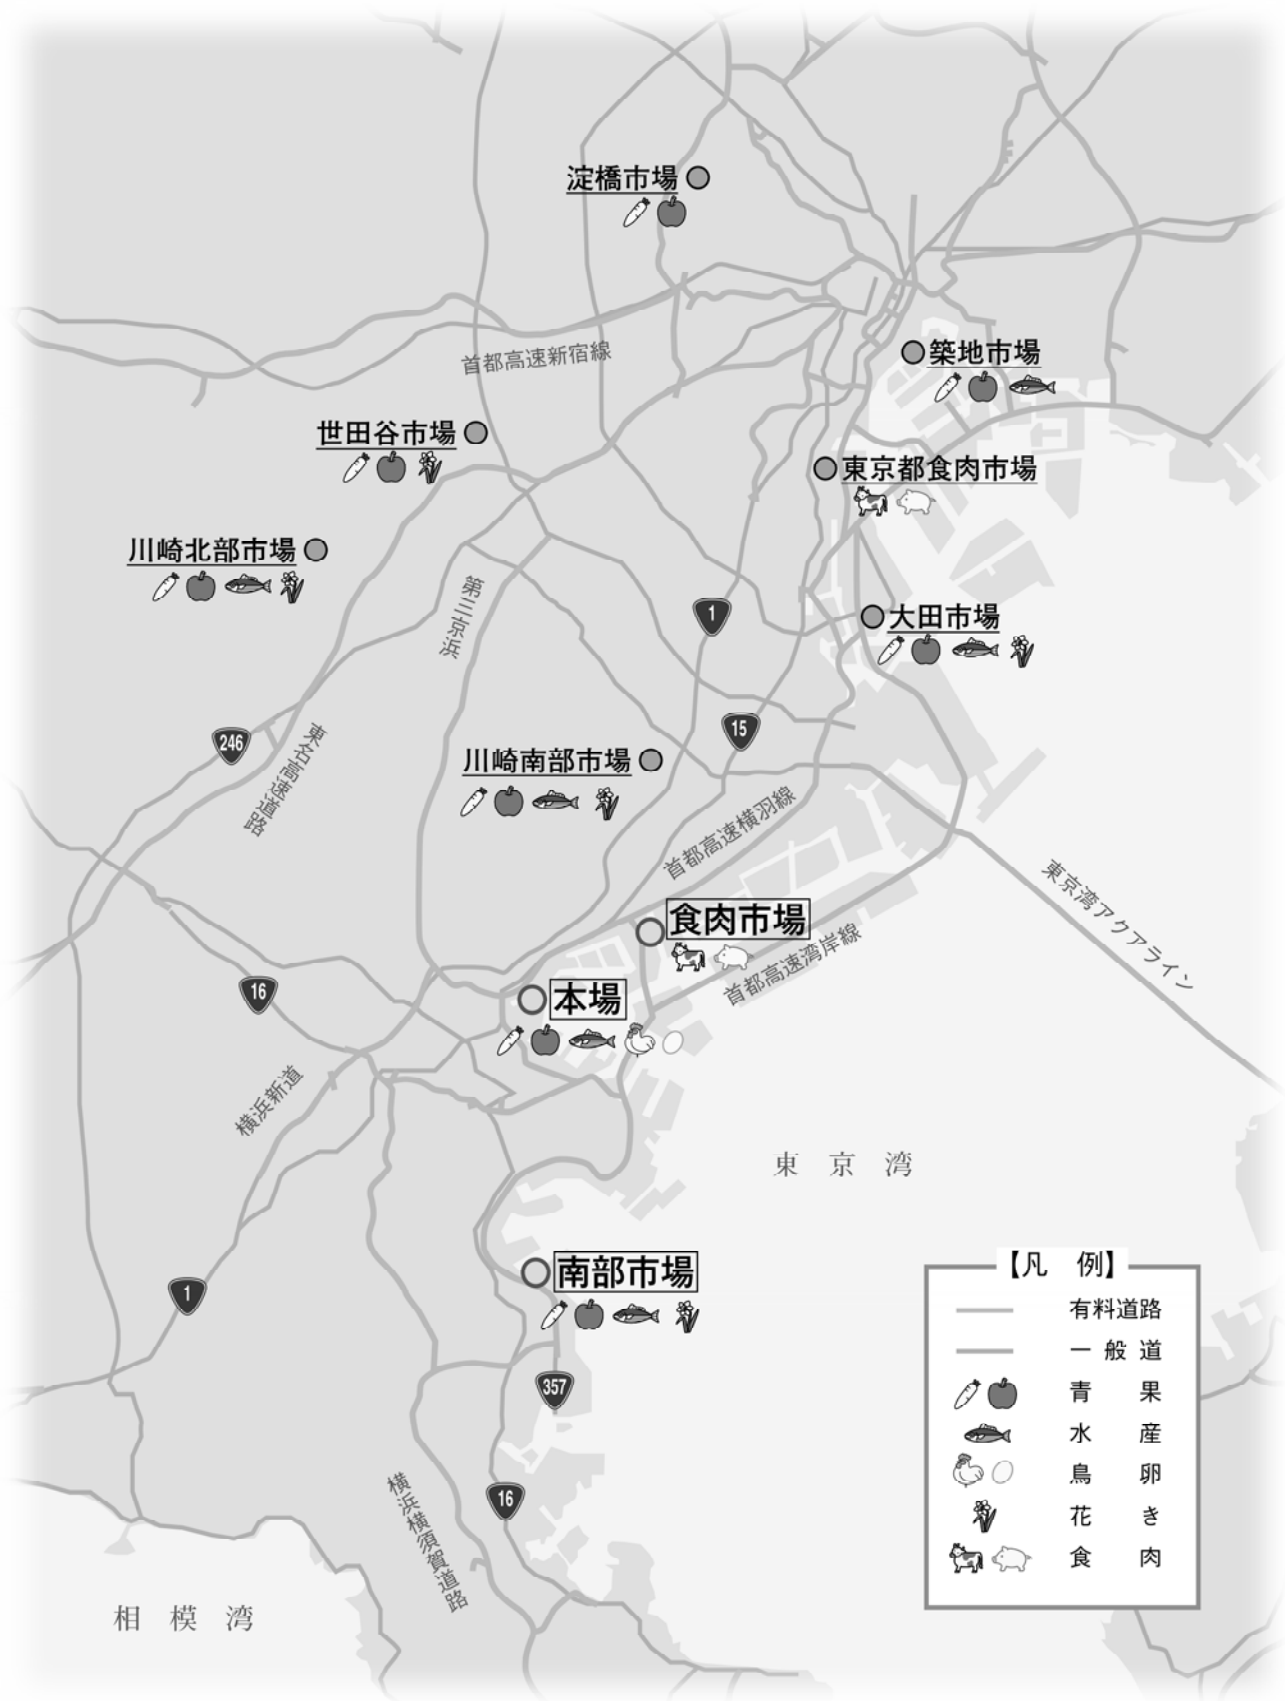 淀橋市場
築地市場
首都高速新宿線
世田谷市場
東京都食肉市場
川崎北部市場
第三京浜
1
大田市場
246
東名高速道路
15
川崎南部市場
首都高速横羽線
東京湾アクアライン
食肉市場
首都高速湾岸線
16
本場
横浜新道
東京湾
南部市場
1
357
16
横浜横須賀道路
相模湾
【凡 例】
有料道路
一般道
青果
水産
鳥卵
花き
食肉